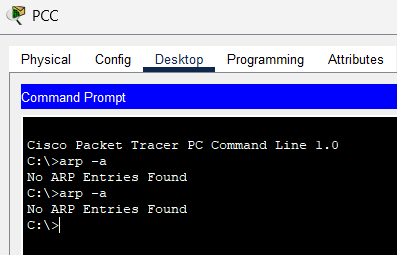 PCC
Physical Config Desktop Programming Attributes
Command Prompt
Cisco Packet Tracer PC Command Line 1.0
C:\>arp -a
No ARP Entries Found
C:\>arp -a
No ARP Entries Found
C:\>